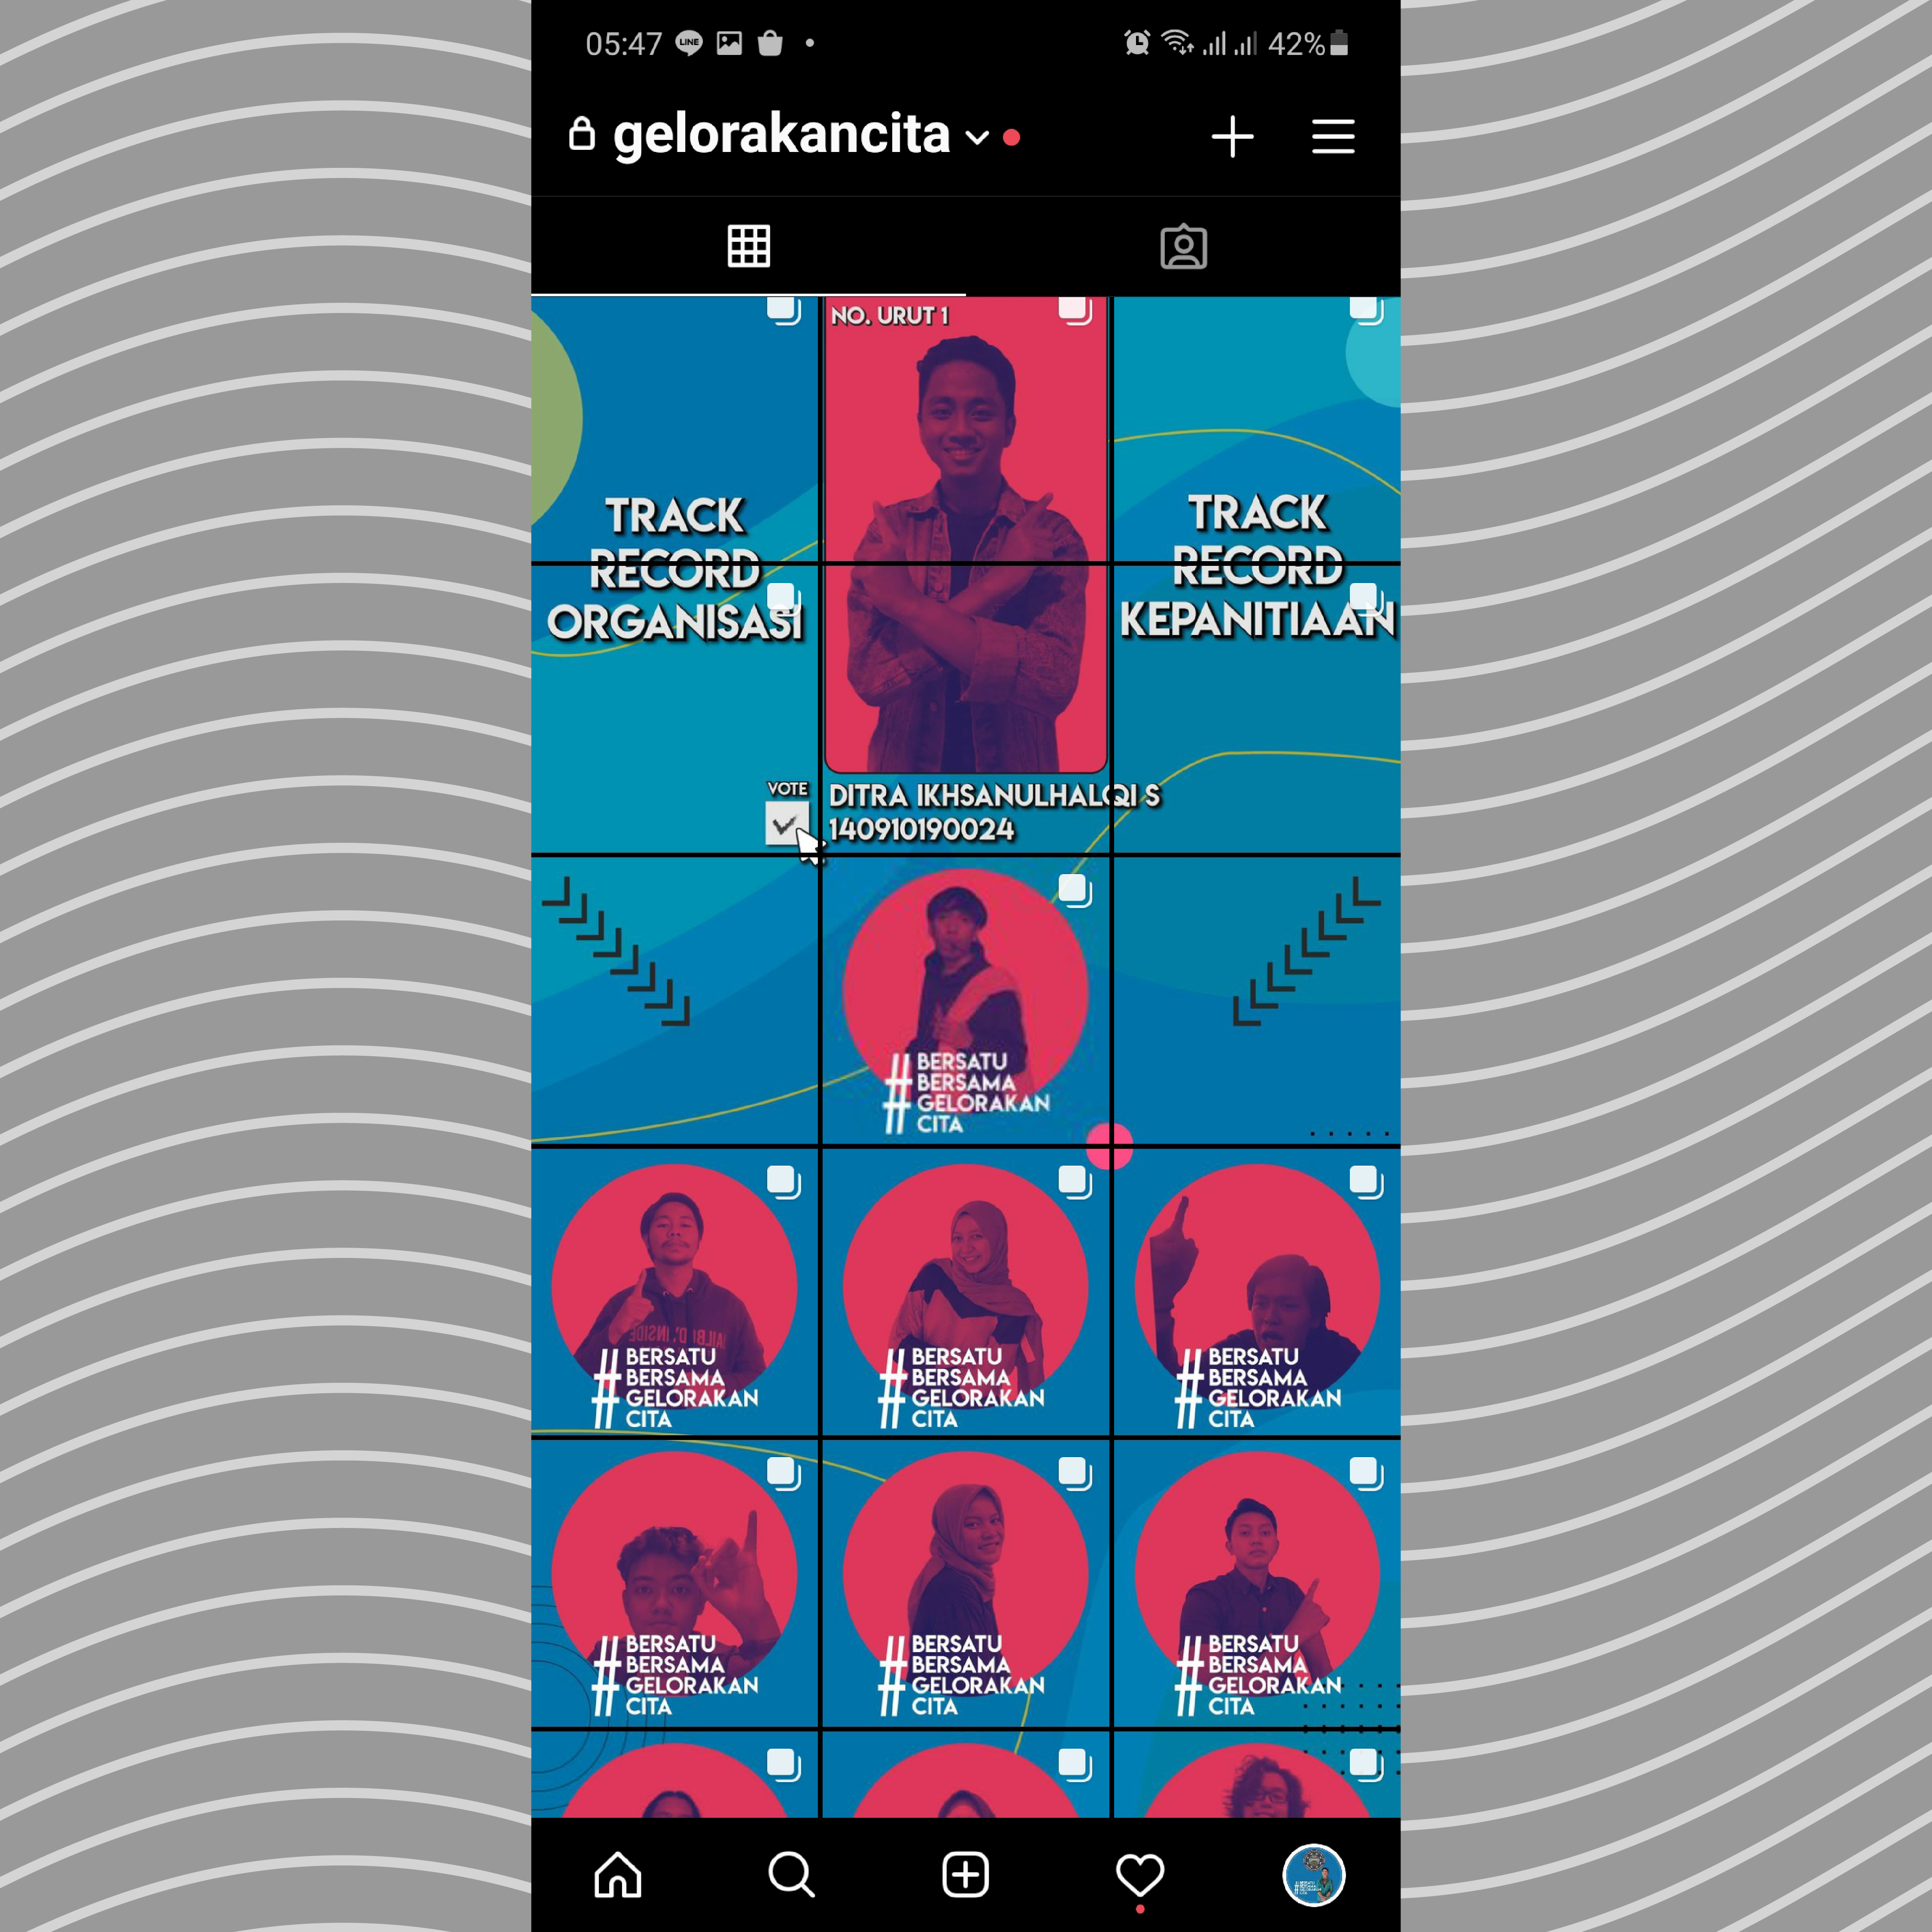 05:47
LINE
42%
gelorakancita
NO. URUT 1
TRACK
RECORD
ORGANISASI
TRACK
RECORD
KEPANITIAAN
VOTE
DITRA IKHSANULHALQI S
140910190024
#BERSATU
BERSAMA
GELORAKAN
CITA
#BERSATU
BERSAMA
GELORAKAN
CITA
#BERSATU
BERSAMA
GELORAKAN
CITA
#BERSATU
BERSAMA
GELORAKAN
CITA
#BERSATU
BERSAMA
GELORAKAN
CITA
#BERSATU
BERSAMA
GELORAKAN
CITA
#BERSATU
BERSAMA
GELORAKAN
CITA